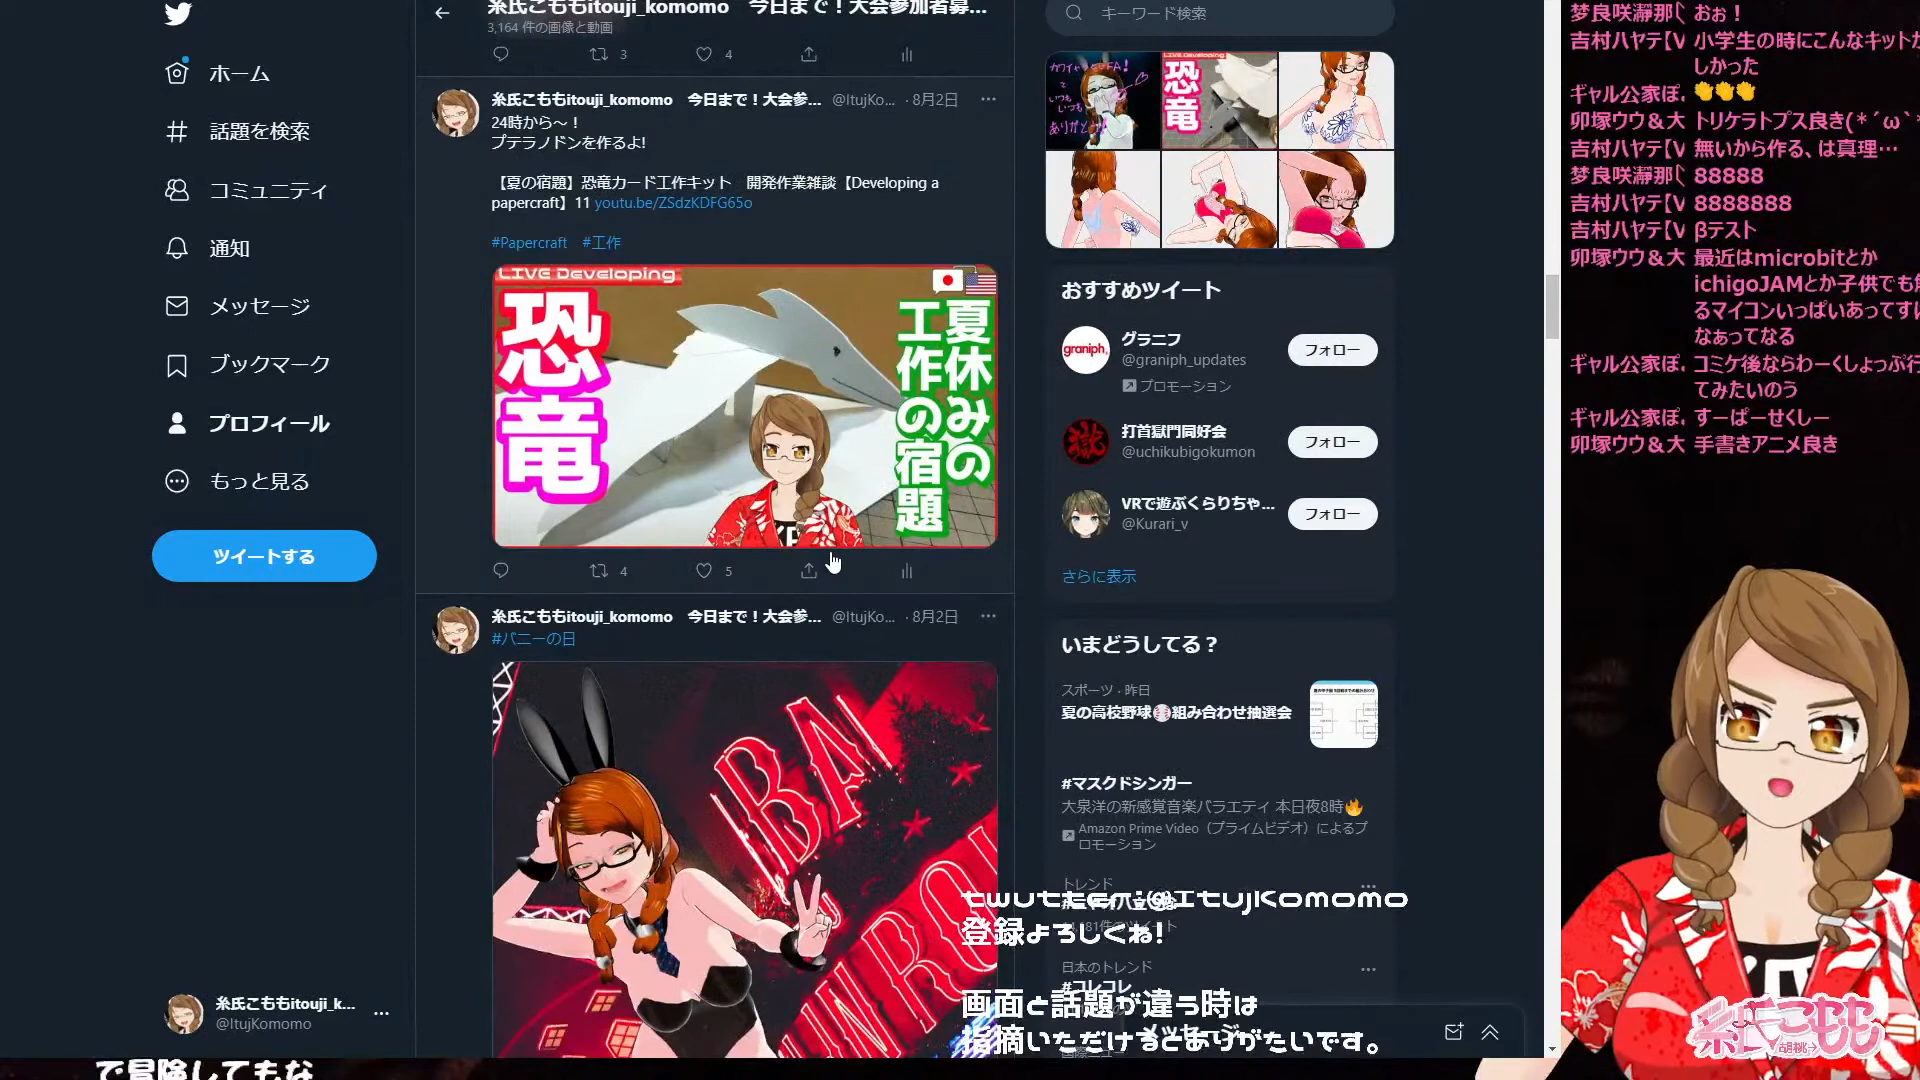 ホーム
話題を検索
コミュニティ
通知
メッセージ
ブックマーク
プロフィール
もっと見る
ツイートする
糸氏こももitouji_k...
@ItujKomomo
糸氏こももitouji_komomo 今日まで！大会参加者募...
3,164 件の画像と動画
3
4
糸氏こももitouji_komomo 今日まで！大会参... @ItujKo... · 8月2日
24時から～！
プテラノドンを作るよ!
【夏の宿題】恐竜カード工作キット 開発作業雑談【Developing a
papercraft】11 youtu.be/ZSdzKDFG65o
#Papercraft #工作
LIVE Developing
恐竜
夏休みの
工作の宿題
4
5
糸氏こももitouji_komomo 今日まで！大会参... @ItujKo... · 8月2日
#バニーの日
キーワード検索
恐竜
おすすめツイート
グラニフ
@graniph_updates
プロモーション
graniph
フォロー
打首獄門同好会
@uchikubigokumon
フォロー
VRで遊ぶくらりちゃ...
@Kurari_v
フォロー
さらに表示
いまどうしてる？
スポーツ · 昨日
夏の高校野球⚾組み合わせ抽選会
#マスクドシンガー
大泉洋の新感覚音楽バラエティ 本日夜8時🔥
Amazon Prime Video（プライムビデオ）によるプ
ロモーション
トレンド
twitter:@ItujKomomo
登録よろしくね!
日本のトレンド
#コレコレ
画面と話題が違う時は
指摘いただけるとありがたいです。
メッセージ
梦良咲瀞那〔 おぉ！
吉村ハヤテ【V 小学生の時にこんなキットが
しかった
ギャル公家ぽ. 👏👏👏
卯塚ウウ＆大 トリケラトプス良き(*´ω`*
吉村ハヤテ【V 無いから作る、は真理…
梦良咲瀞那〔 88888
吉村ハヤテ【V 8888888
吉村ハヤテ【V βテスト
卯塚ウウ＆大 最近はmicrobitとか
ichigoJAMとか子供でも触
るマイコンいっぱいあってすげ
なぁってなる
ギャル公家ぽ. コミケ後ならわーくしょっぷ行
てみたいのう
ギャル公家ぽ. すーぱーせくしー
卯塚ウウ＆大 手書きアニメ良き
糸氏こもも
胡桃
で冒険してもな